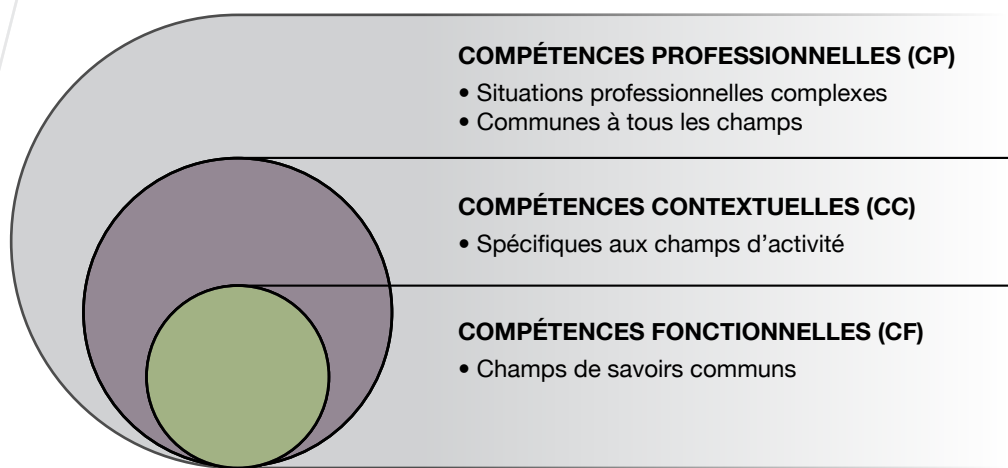 COMPÉTENCES PROFESSIONNELLES (CP)
• Situations professionnelles complexes
• Communes à tous les champs
COMPÉTENCES CONTEXTUELLES (CC)
• Spécifiques aux champs d'activité
COMPÉTENCES FONCTIONNELLES (CF)
• Champs de savoirs communs